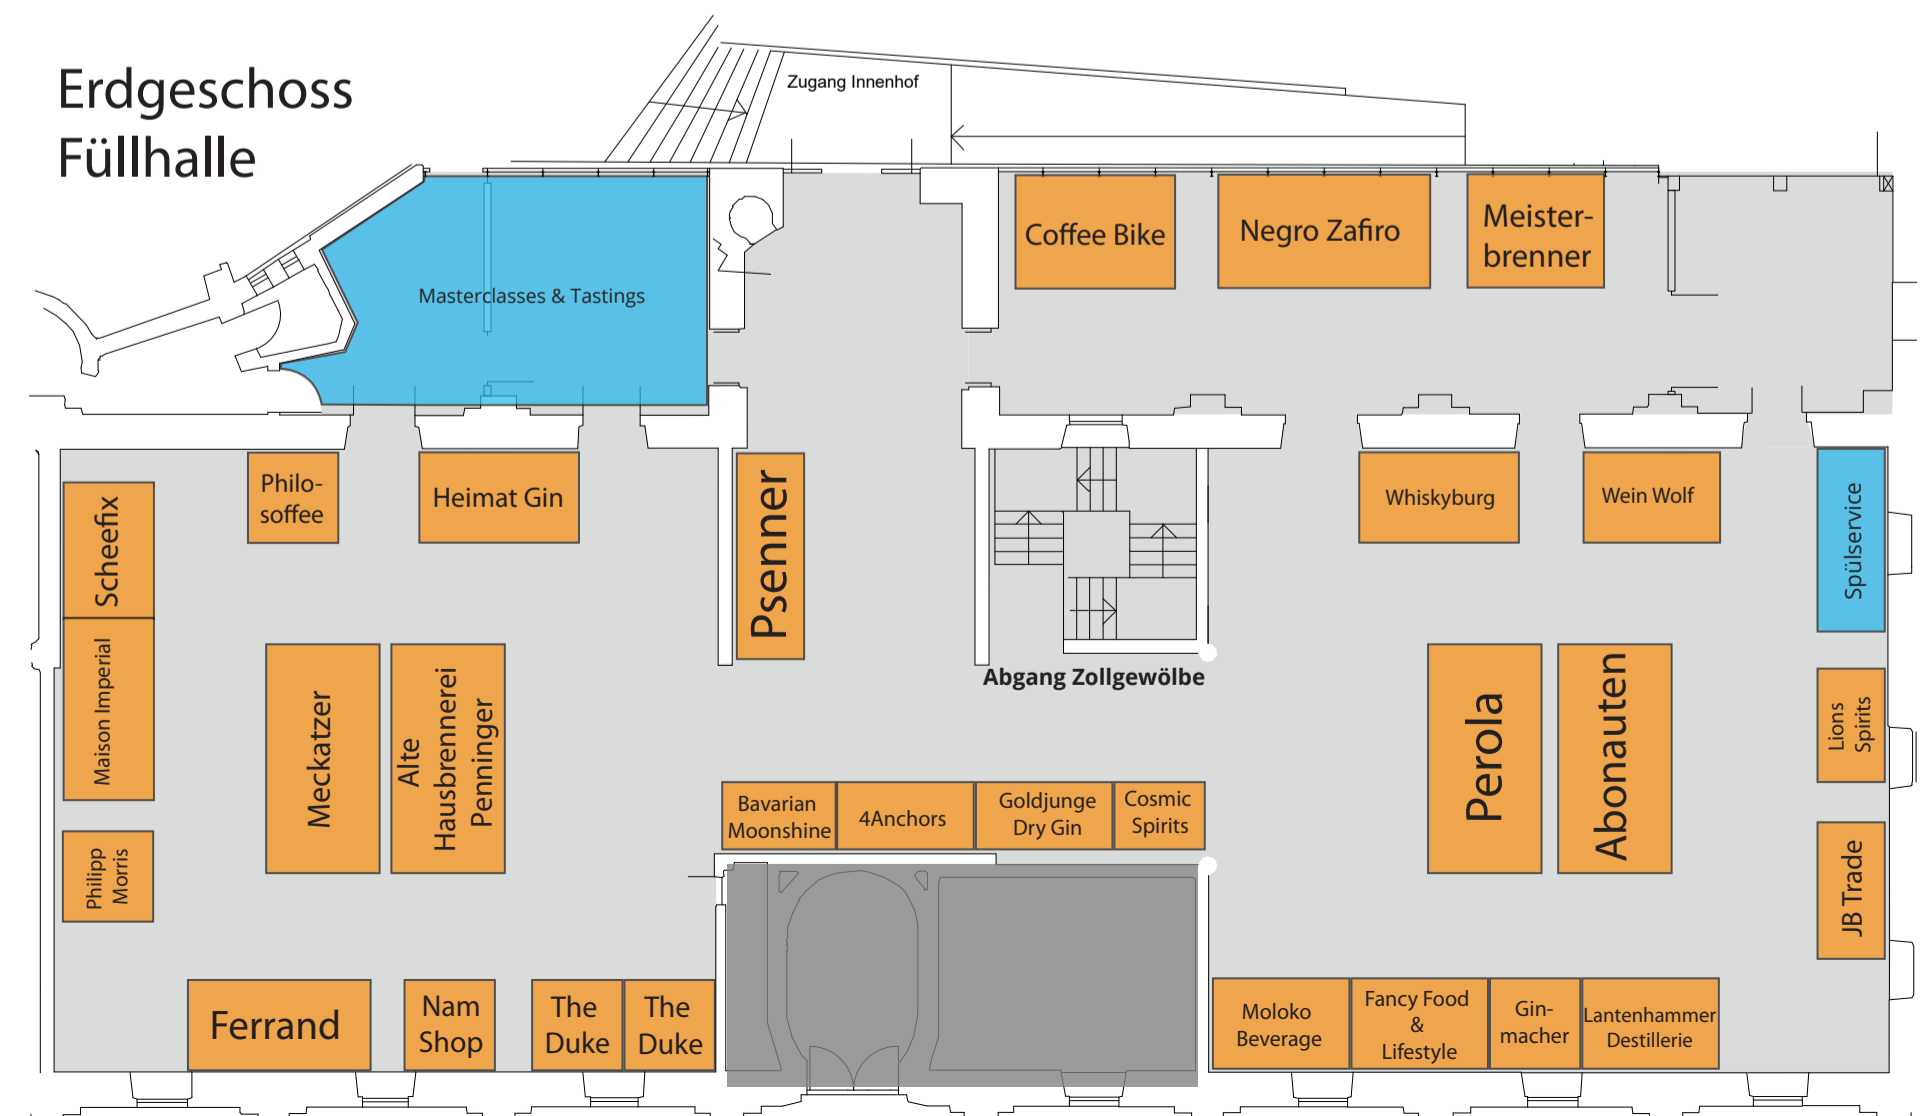 Erdgeschoss
Füllhalle
Zugang Innenhof
Masterclasses & Tastings
Coffee Bike
Negro Zafiro
Meister-
brenner
Scheefix
Philo-
soffee
Heimat Gin
Psenner
Whiskyburg
Wein Wolf
Spülservice
Maison Imperial
Meckatzer
Alte
Hausbrennerei
Penninger
Abgang Zollgewölbe
Perola
Abonauten
Lions
Spirits
Philipp
Morris
Bavarian
Moonshine
4Anchors
Goldjunge
Dry Gin
Cosmic
Spirits
JB Trade
Ferrand
Nam
Shop
The
Duke
The
Duke
Moloko
Beverage
Fancy Food
&
Lifestyle
Gin-
macher
Lantenhammer
Destillerie